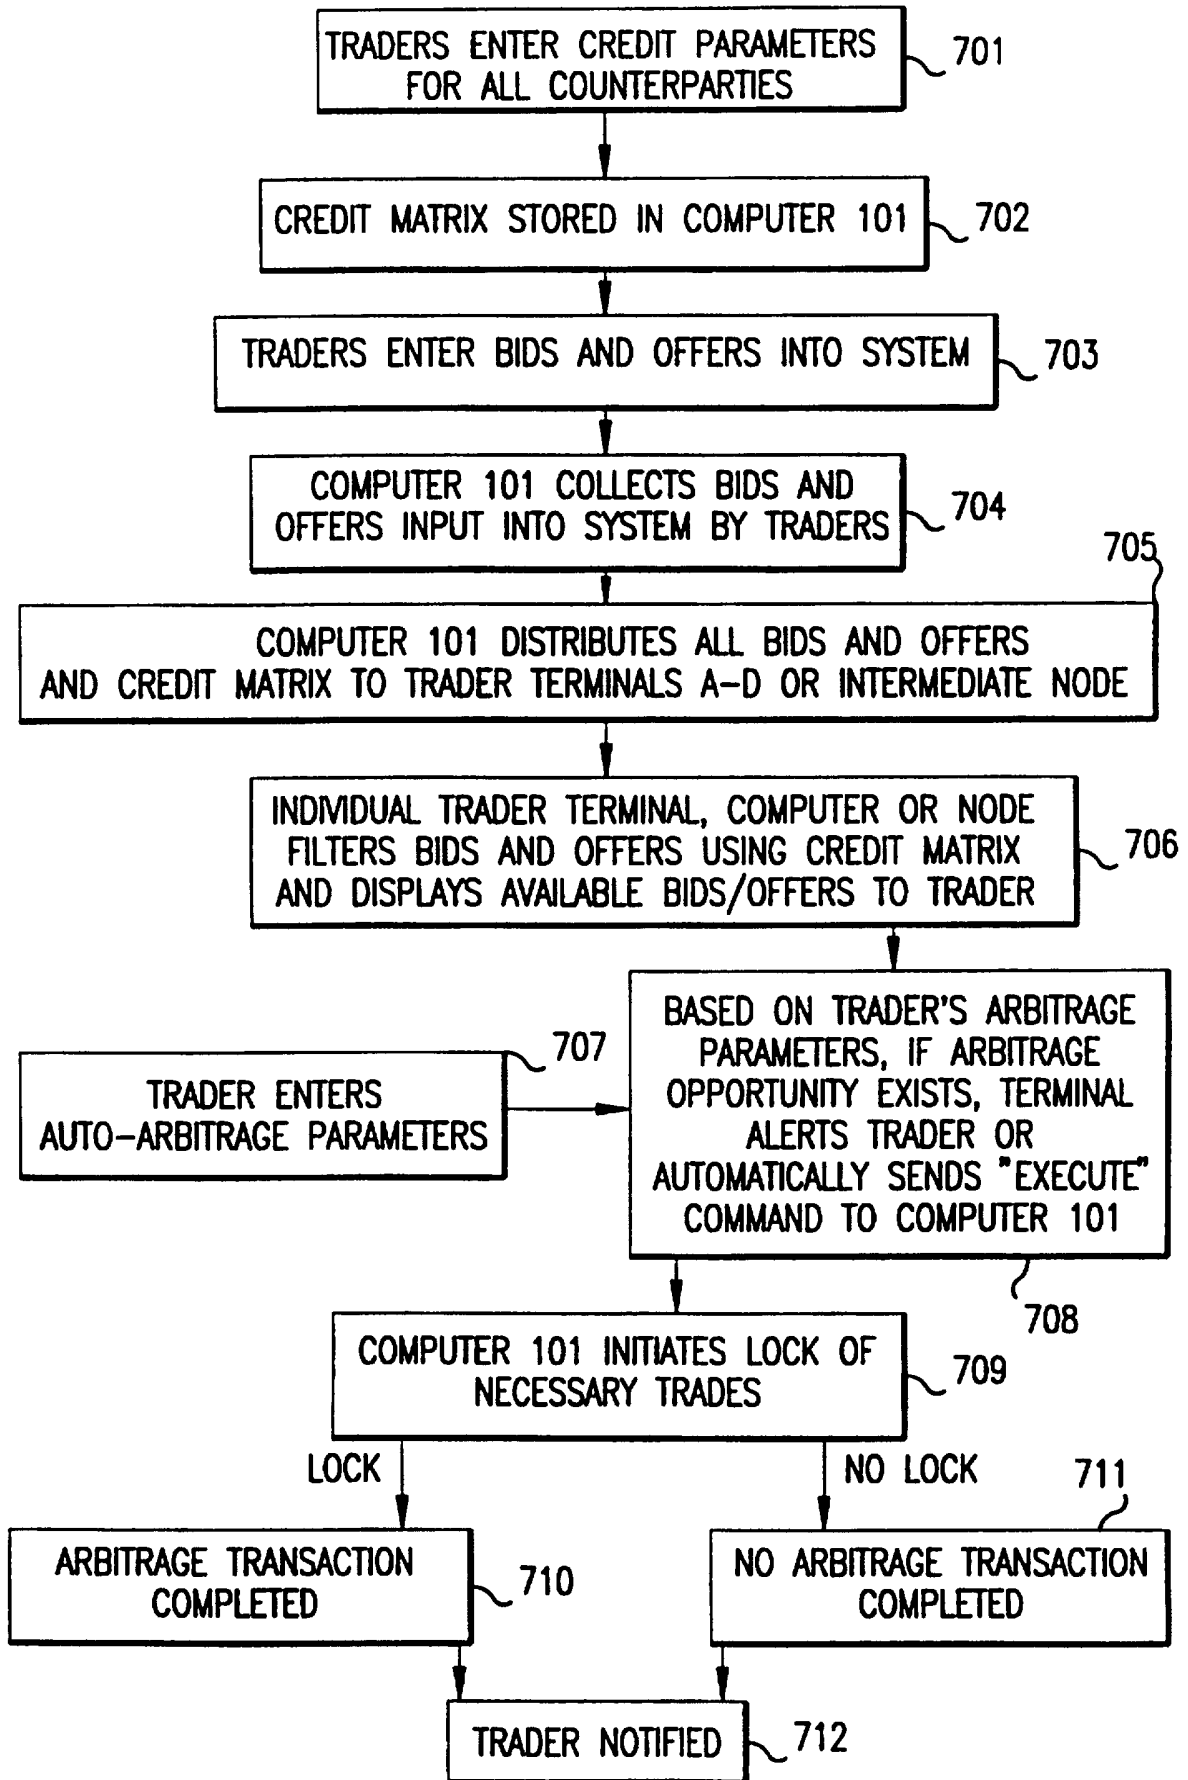 TRADERS ENTER CREDIT PARAMETERS
FOR ALL COUNTERPARTIES
701
CREDIT MATRIX STORED IN COMPUTER 101
702
TRADERS ENTER BIDS AND OFFERS INTO SYSTEM
703
COMPUTER 101 COLLECTS BIDS AND
OFFERS INPUT INTO SYSTEM BY TRADERS
704
705
COMPUTER 101 DISTRIBUTES ALL BIDS AND OFFERS
AND CREDIT MATRIX TO TRADER TERMINALS A-D OR INTERMEDIATE NODE
INDIVIDUAL TRADER TERMINAL, COMPUTER OR NODE
FILTERS BIDS AND OFFERS USING CREDIT MATRIX
AND DISPLAYS AVAILABLE BIDS/OFFERS TO TRADER
706
707
TRADER ENTERS
AUTO-ARBITRAGE PARAMETERS
BASED ON TRADER'S ARBITRAGE
PARAMETERS, IF ARBITRAGE
OPPORTUNITY EXISTS, TERMINAL
ALERTS TRADER OR
AUTOMATICALLY SENDS "EXECUTE"
COMMAND TO COMPUTER 101
708
COMPUTER 101 INITIATES LOCK OF
NECESSARY TRADES
709
LOCK
NO LOCK
711
ARBITRAGE TRANSACTION
COMPLETED
710
NO ARBITRAGE TRANSACTION
COMPLETED
TRADER NOTIFIED
712